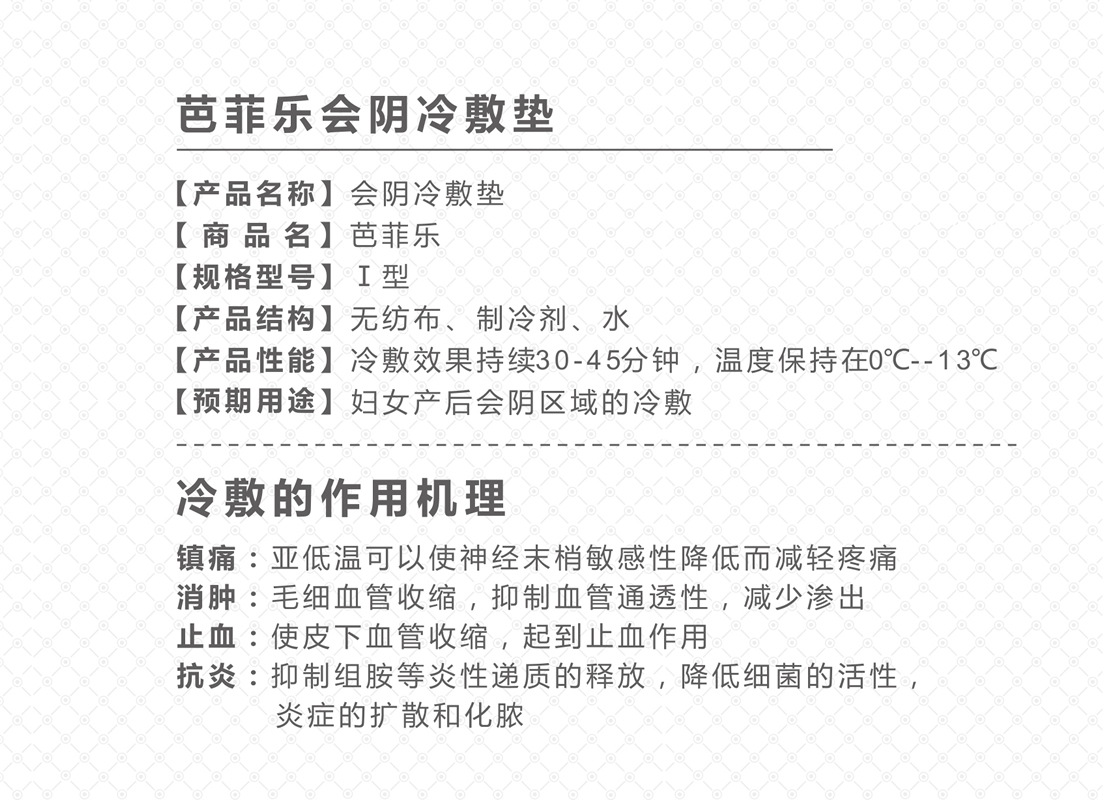 芭菲乐会阴冷敷垫
【产品名称】会阴冷敷垫
【 商 品 名 】芭菲乐
【规格型号】Ⅰ型
【产品结构】无纺布、制冷剂、水
【产品性能】冷敷效果持续30-45分钟，温度保持在0℃--13℃
【预期用途】妇女产后会阴区域的冷敷
冷敷的作用机理
镇痛：亚低温可以使神经末梢敏感性降低而减轻疼痛
消肿：毛细血管收缩，抑制血管通透性，减少渗出
止血：使皮下血管收缩，起到止血作用
抗炎：抑制组胺等炎性递质的释放，降低细菌的活性，
炎症的扩散和化脓